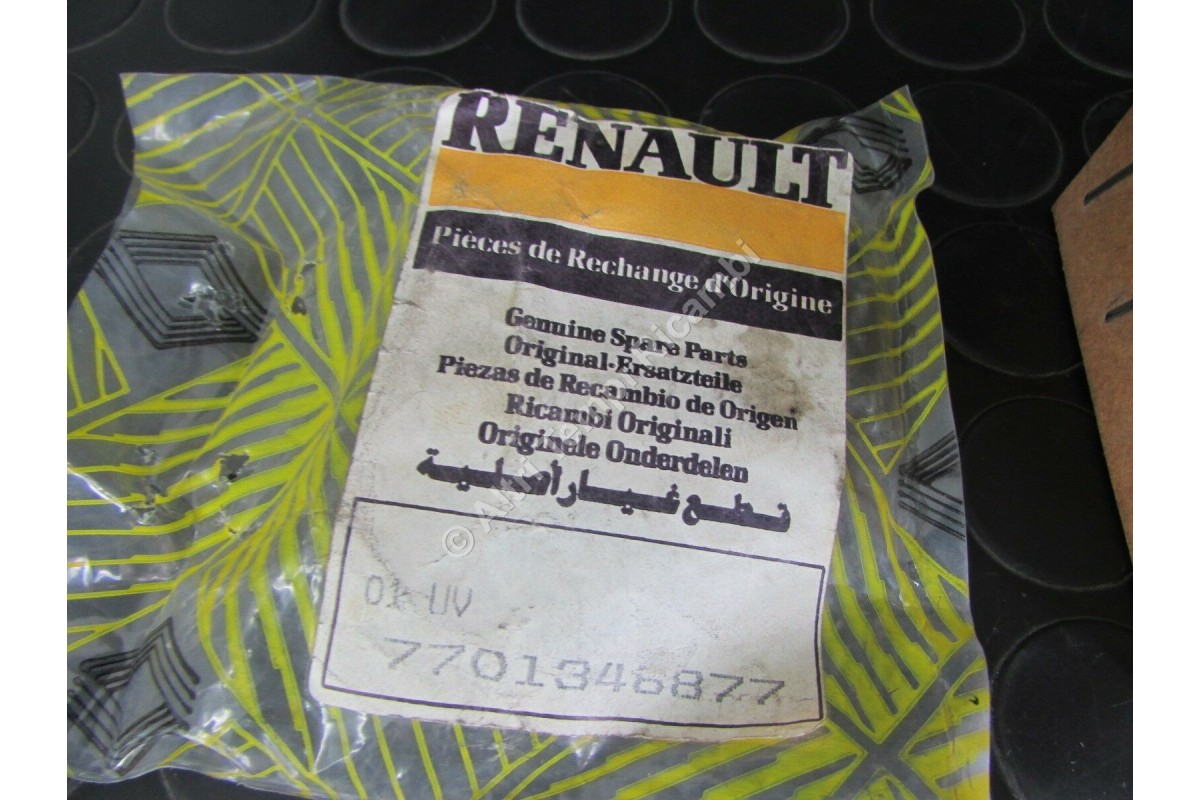 RENAULT
Pièces de Rechange d'Origine
Genuine Spare Parts
Original-Ersatzteile
Piezas de Recambio de Origen
Ricambi Originali
Originele Onderdelen
قطع غيار أصلية
01 UV
7701346877